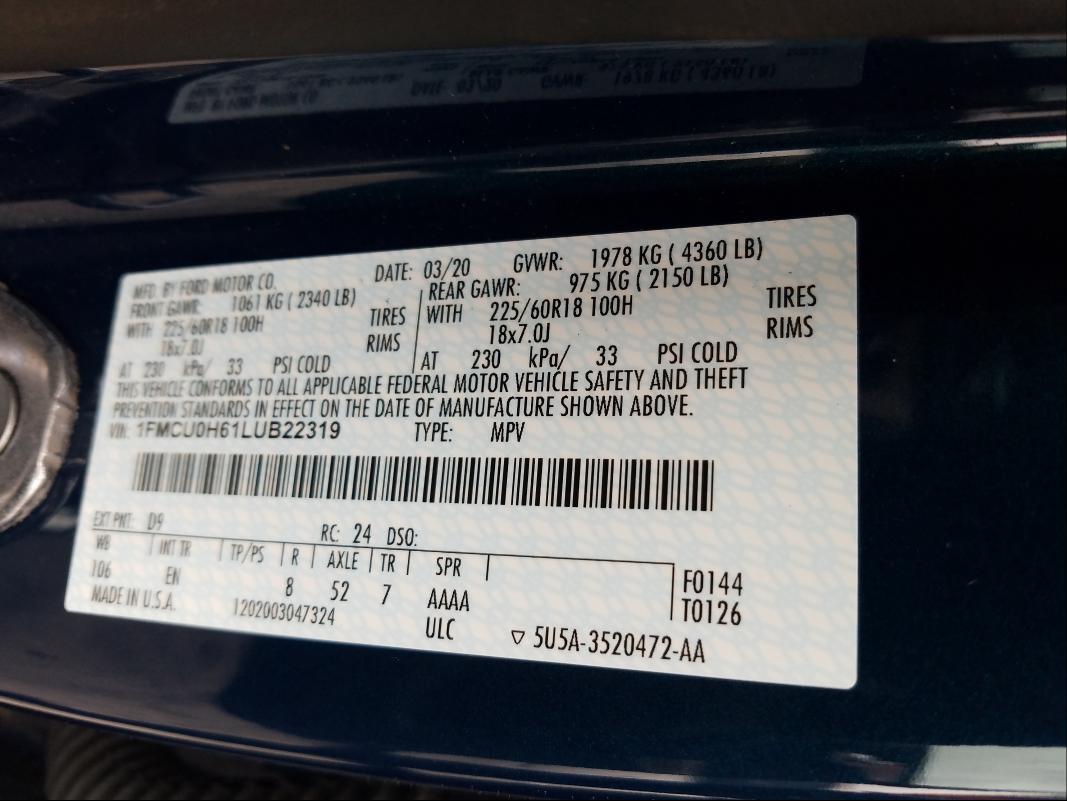 MFD. BY FORD MOTOR CO. DATE: 03/20 GVWR: 1978 KG ( 4360 LB)
FRONT GAWR: 1061 KG ( 2340 LB) REAR GAWR: 975 KG ( 2150 LB)
WITH 225/60R18 100H TIRES WITH 225/60R18 100H TIRES
18x7.0J RIMS 18x7.0J RIMS
AT 230 kPa/ 33 PSI COLD AT 230 kPa/ 33 PSI COLD
THIS VEHICLE CONFORMS TO ALL APPLICABLE FEDERAL MOTOR VEHICLE SAFETY AND THEFT
PREVENTION STANDARDS IN EFFECT ON THE DATE OF MANUFACTURE SHOWN ABOVE.
VIN: 1FMCU0H61LUB22319 TYPE: MPV
EXT PNT: D9 RC: 24 DSO:
WB INT TR TP/PS R AXLE TR SPR
106 EN 8 52 7 AAAA F0144
MADE IN U.S.A. 1202003047324 ULC T0126
5U5A-3520472-AA